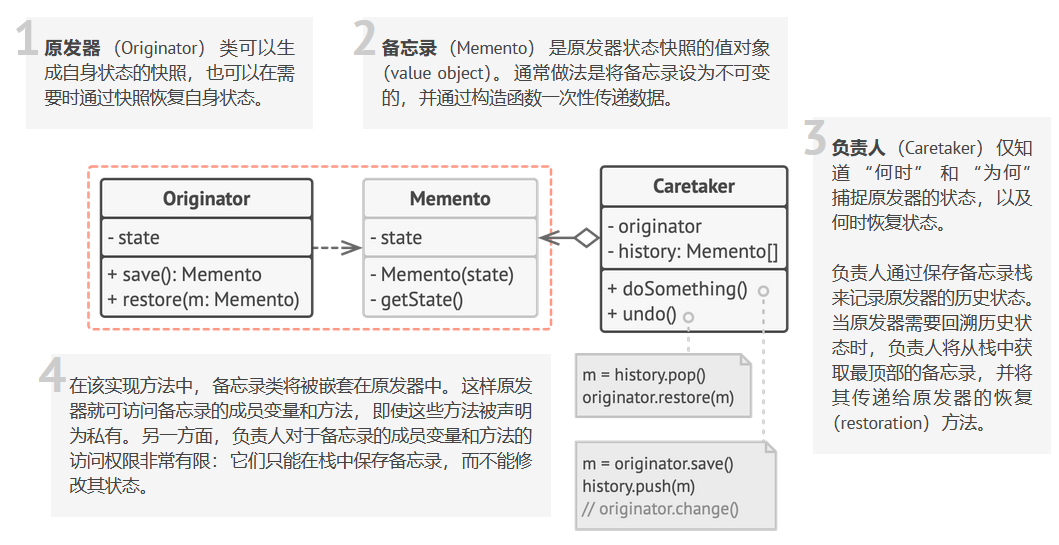 1
原发器 （Originator） 类可以生
成自身状态的快照， 也可以在需
要时通过快照恢复自身状态。
2
备忘录 （Memento） 是原发器状态快照的值对象
(value object)。 通常做法是将备忘录设为不可变
的， 并通过构造函数一次性传递数据。
3
负责人 （Caretaker） 仅知
道 “何时” 和 “为何”
捕捉原发器的状态， 以及
何时恢复状态。
负责人通过保存备忘录栈
来记录原发器的历史状态。
当原发器需要回溯历史状
态时， 负责人将从栈中获
取最顶部的备忘录， 并将
其传递给原发器的恢复
(restoration) 方法。
Originator
- state
+ save(): Memento
+ restore(m: Memento)
Memento
- state
- Memento(state)
- getState()
Caretaker
- originator
- history: Memento[]
+ doSomething()
+ undo()
m = history.pop()
originator.restore(m)
m = originator.save()
history.push(m)
// originator.change()
4
在该实现方法中， 备忘录类将被嵌套在原发器中。 这样原发
器就可访问备忘录的成员变量和方法， 即使这些方法被声明
为私有。 另一方面， 负责人对于备忘录的成员变量和方法的
访问权限非常有限： 它们只能在栈中保存备忘录， 而不能修
改其状态。